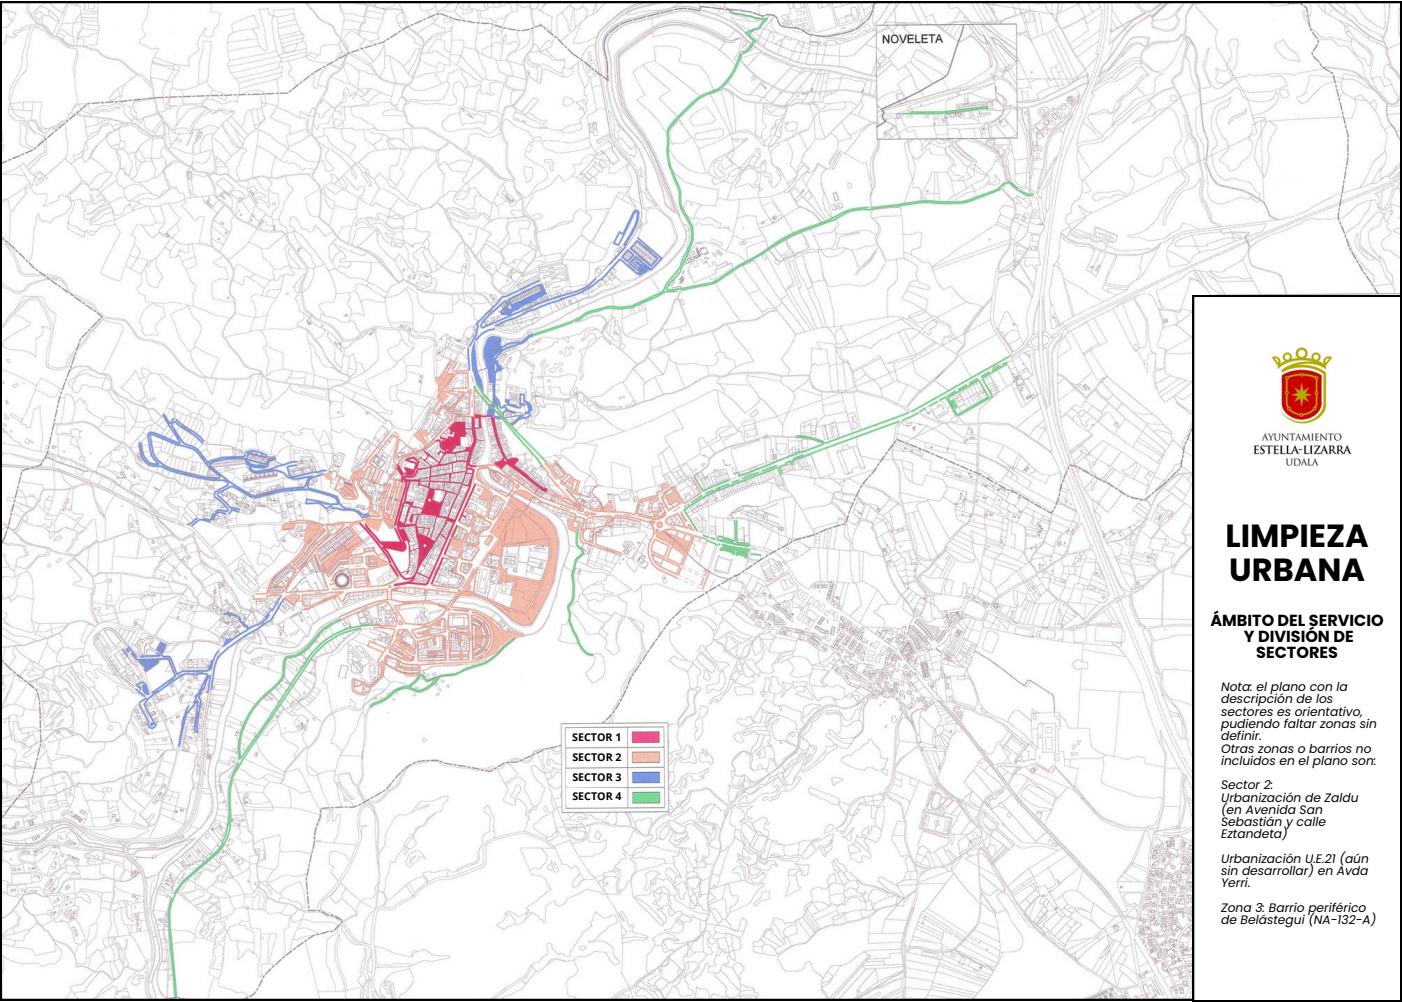 NOVELETA
AYUNTAMIENTO
ESTELLA-LIZARRA
UDALA
LIMPIEZA
URBANA
ÁMBITO DEL SERVICIO
Y DIVISIÓN DE
SECTORES
Nota: el plano con la
descripción de los
sectores es orientativo,
pudiendo faltar zonas sin
definir.
Otras zonas o barrios no
incluidos en el plano son:
Sector 2:
Urbanización de Zaldu
(en Avenida San
Sebastián y calle
Eztandeta)
Urbanización U.E.21 (aún
sin desarrollar) en Avda
Yerri.
Zona 3: Barrio periférico
de Belástegui (NA-132-A)
SECTOR 1
SECTOR 2
SECTOR 3
SECTOR 4